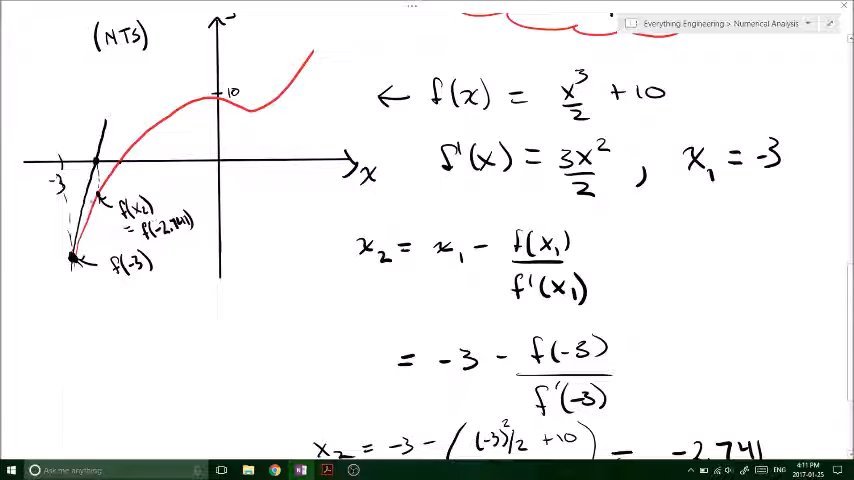 Everything Engineering > Numerical Analysis
(NTS)
10
← f(x) = x³/2 + 10
f'(x) = 3x²/2 , x₁ = -3
x
-3
f(x₂)
= f(-2.741)
f(-3)
x₂ = x₁ - f(x₁)
f'(x₁)
= -3 - f(-3)
f'(-3)
x₂ = -3 - ( (-3)²/2 +10 ) = -2.741
Ask me anything
4:11 PM
2017-01-25